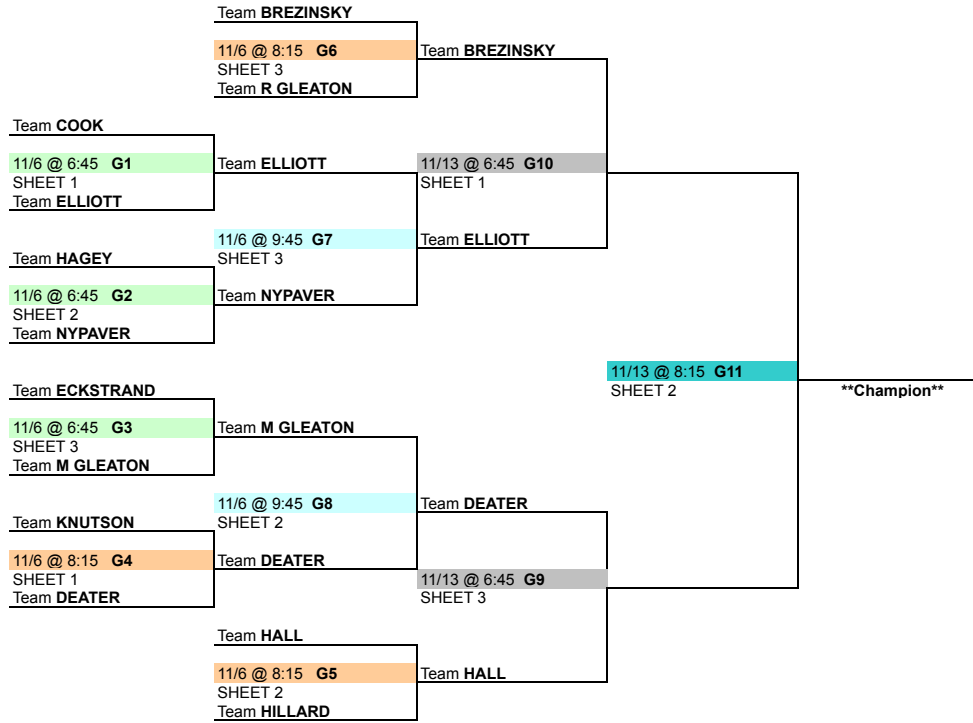 Team BREZINSKY
11/6 @ 8:15 G6
SHEET 3
Team R GLEATON
Team BREZINSKY
Team COOK
11/6 @ 6:45 G1
SHEET 1
Team ELLIOTT
Team ELLIOTT
11/13 @ 6:45 G10
SHEET 1
11/6 @ 9:45 G7
SHEET 3
Team ELLIOTT
Team HAGEY
11/6 @ 6:45 G2
SHEET 2
Team NYPAVER
Team NYPAVER
11/13 @ 8:15 G11
SHEET 2
**Champion**
Team ECKSTRAND
11/6 @ 6:45 G3
SHEET 3
Team M GLEATON
Team M GLEATON
11/6 @ 9:45 G8
SHEET 2
Team DEATER
Team KNUTSON
11/6 @ 8:15 G4
SHEET 1
Team DEATER
Team DEATER
11/13 @ 6:45 G9
SHEET 3
Team HALL
11/6 @ 8:15 G5
SHEET 2
Team HILLARD
Team HALL